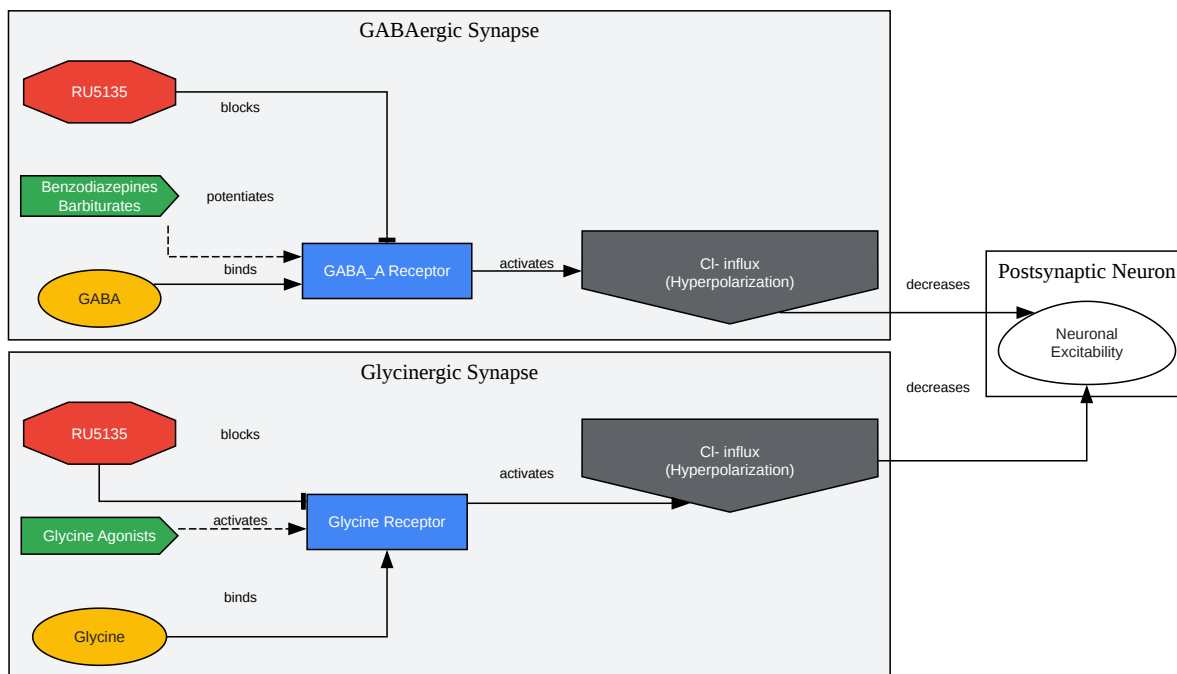 GABAergic Synapse
RU5135
blocks
Benzodiazepines
Barbiturates
potentiates
binds
GABA
GABA_A Receptor
activates
Cl- influx
(Hyperpolarization)
decreases
Postsynaptic Neuron
Neuronal
Excitability
Glycinergic Synapse
RU5135
blocks
Glycine Agonists
activates
Glycine Receptor
binds
Glycine
activates
Cl- influx
(Hyperpolarization)
decreases